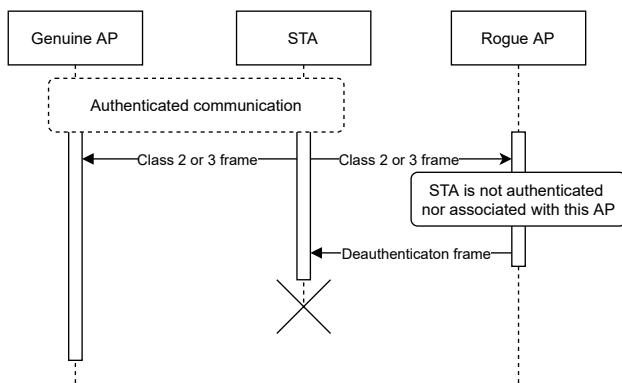 Genuine AP
STA
Rogue AP
Authenticated communication
Class 2 or 3 frame
Class 2 or 3 frame
STA is not authenticated
nor associated with this AP
Deauthenticaton frame